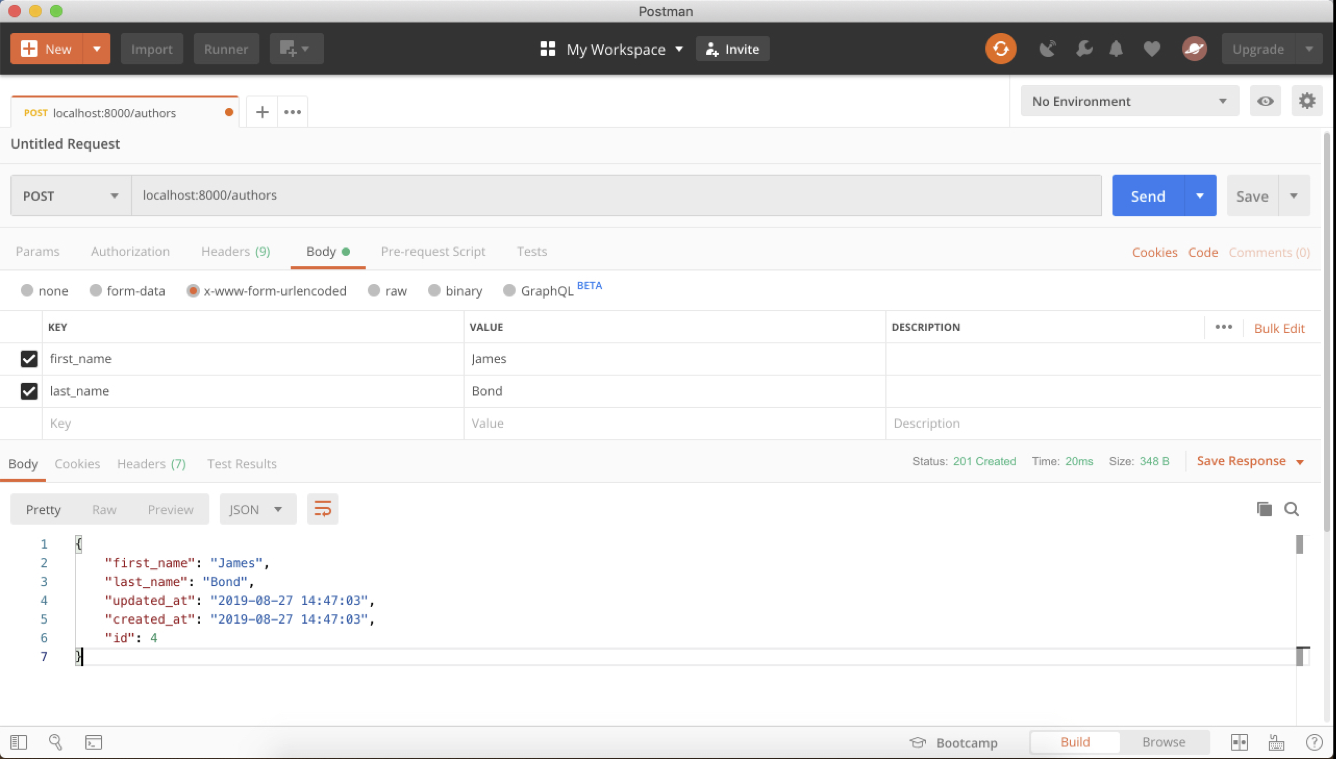 Postman
New Import Runner My Workspace Invite Upgrade
POST localhost:8000/authors No Environment
Untitled Request
POST localhost:8000/authors Send Save
Params Authorization Headers (9) Body Pre-request Script Tests Cookies Code Comments (0)
none form-data x-www-form-urlencoded raw binary GraphQL BETA
KEY VALUE DESCRIPTION Bulk Edit
first_name James
last_name Bond
Key Value Description
Body Cookies Headers (7) Test Results Status: 201 Created Time: 20ms Size: 348 B Save Response
Pretty Raw Preview JSON
1 {
2 "first_name": "James",
3 "last_name": "Bond",
4 "updated_at": "2019-08-27 14:47:03",
5 "created_at": "2019-08-27 14:47:03",
6 "id": 4
7 }
Bootcamp Build Browse